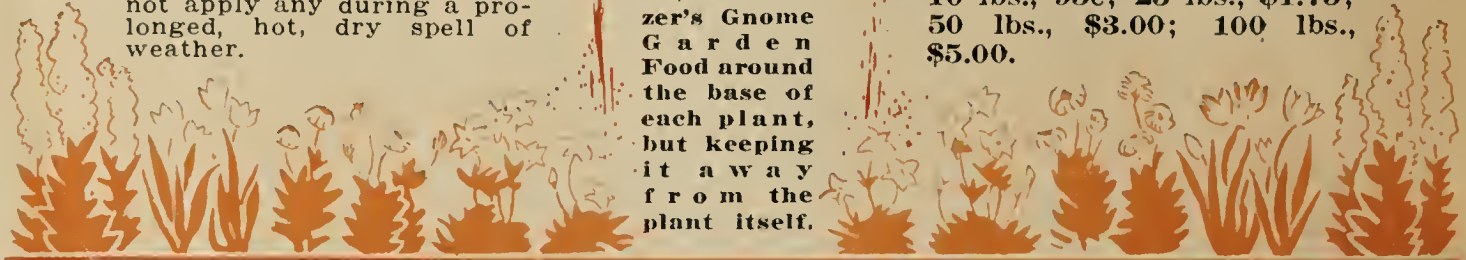 not apply any during a pro-
longed, hot, dry spell of
weather.
zer's Gnome
Garden
Food around
the base of
each plant,
but keeping
it away
from the
plant itself.
50 lbs., $3.00; 100 lbs.,
$5.00.